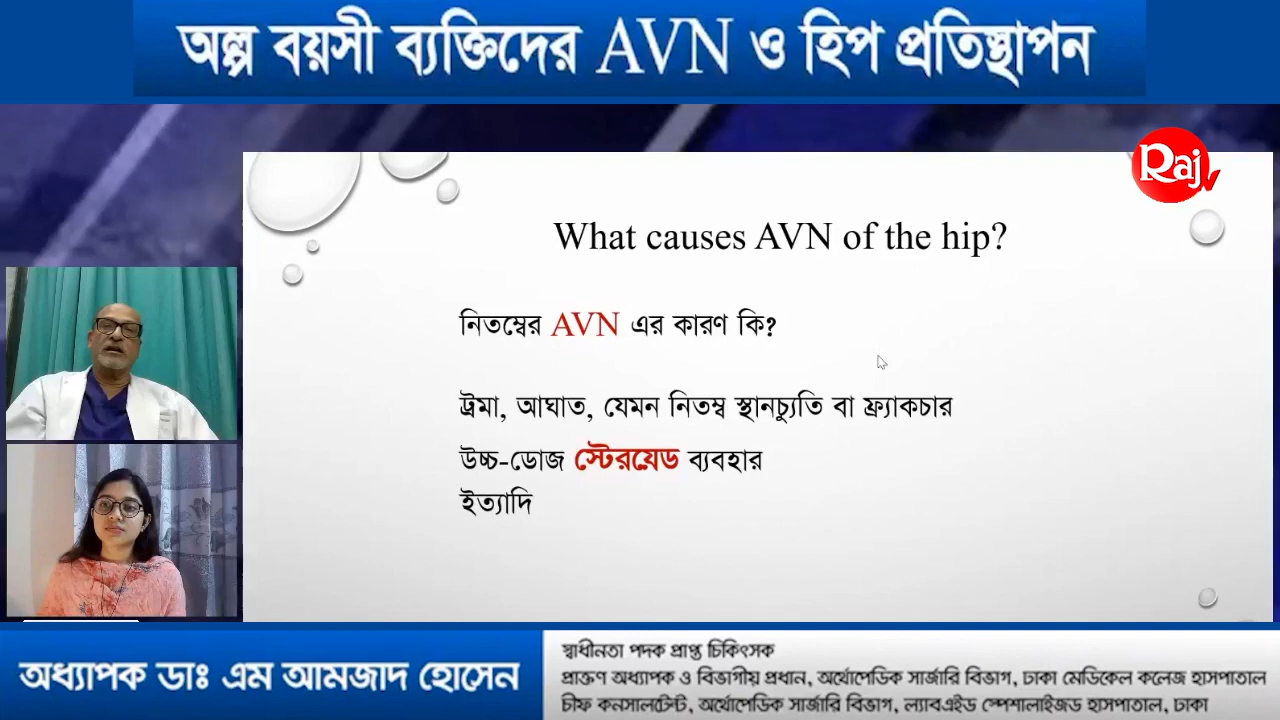 অল্প বয়সী ব্যক্তিদের AVN ও হিপ প্রতিস্থাপন
Raj tv
What causes AVN of the hip?
নিতম্বের AVN এর কারণ কি?
ট্রমা, আঘাত, যেমন নিতম্ব স্থানচ্যুতি বা ফ্র্যাকচার
উচ্চ-ডোজ স্টেরয়েড ব্যবহার
ইত্যাদি
অধ্যাপক ডাঃ এম আমজাদ হোসেন
স্বাধীনতা পদক প্রাপ্ত চিকিৎসক
প্রাক্তণ অধ্যাপক ও বিভাগীয় প্রধান, অর্থোপেডিক সার্জারি বিভাগ, ঢাকা মেডিকেল কলেজ হাসপাতাল
চীফ কনসালটেন্ট, অর্থোপেডিক সার্জারি বিভাগ, ল্যাবএইড স্পেশালাইজড হাসপাতাল, ঢাকা